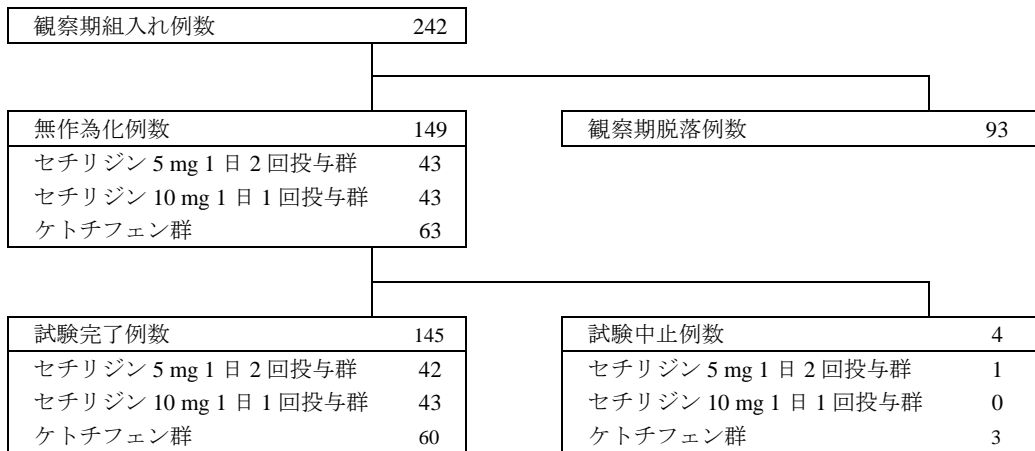 観察期組入れ例数 242
無作為化例数 149
セチリジン 5 mg 1 日 2 回投与群 43
セチリジン 10 mg 1 日 1 回投与群 43
ケトチフェン群 63
観察期脱落例数 93
試験完了例数 145
セチリジン 5 mg 1 日 2 回投与群 42
セチリジン 10 mg 1 日 1 回投与群 43
ケトチフェン群 60
試験中止例数 4
セチリジン 5 mg 1 日 2 回投与群 1
セチリジン 10 mg 1 日 1 回投与群 0
ケトチフェン群 3